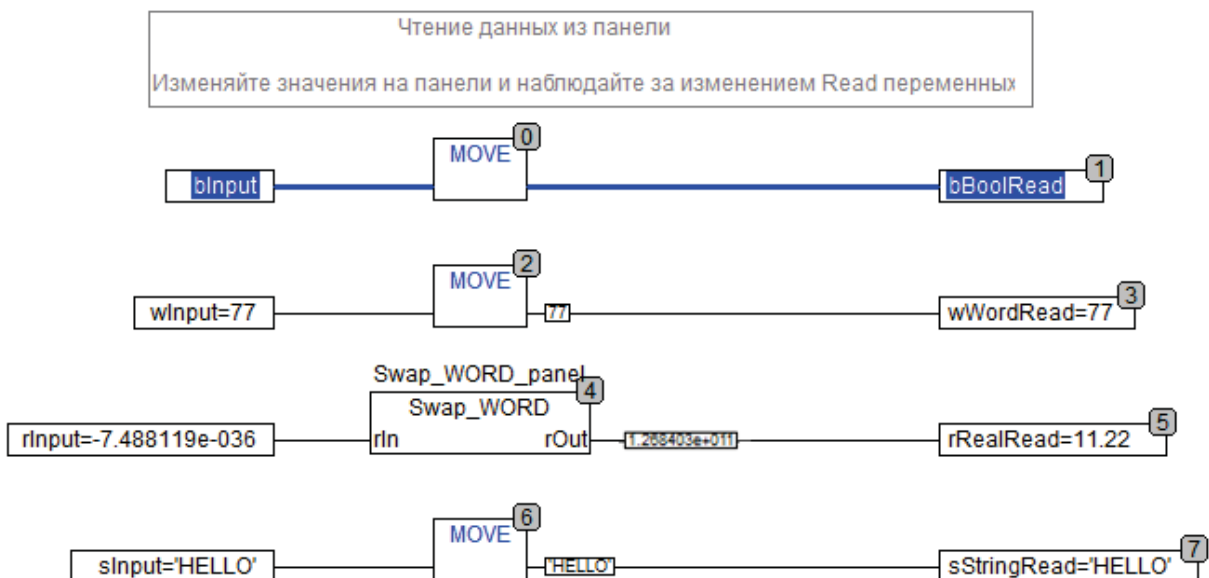 Чтение данных из панели
Изменяйте значения на панели и наблюдайте за изменением Read переменных
MOVE 0
bInput bBoolRead 1
MOVE 2
wInput=77 77 wWordRead=77 3
Swap_WORD_panel
Swap_WORD 4
rInput=-7.488119e-036 rIn rOut 1.268403e+011 rRealRead=11.22 5
MOVE 6
sInput='HELLO' 'HELLO' sStringRead='HELLO' 7